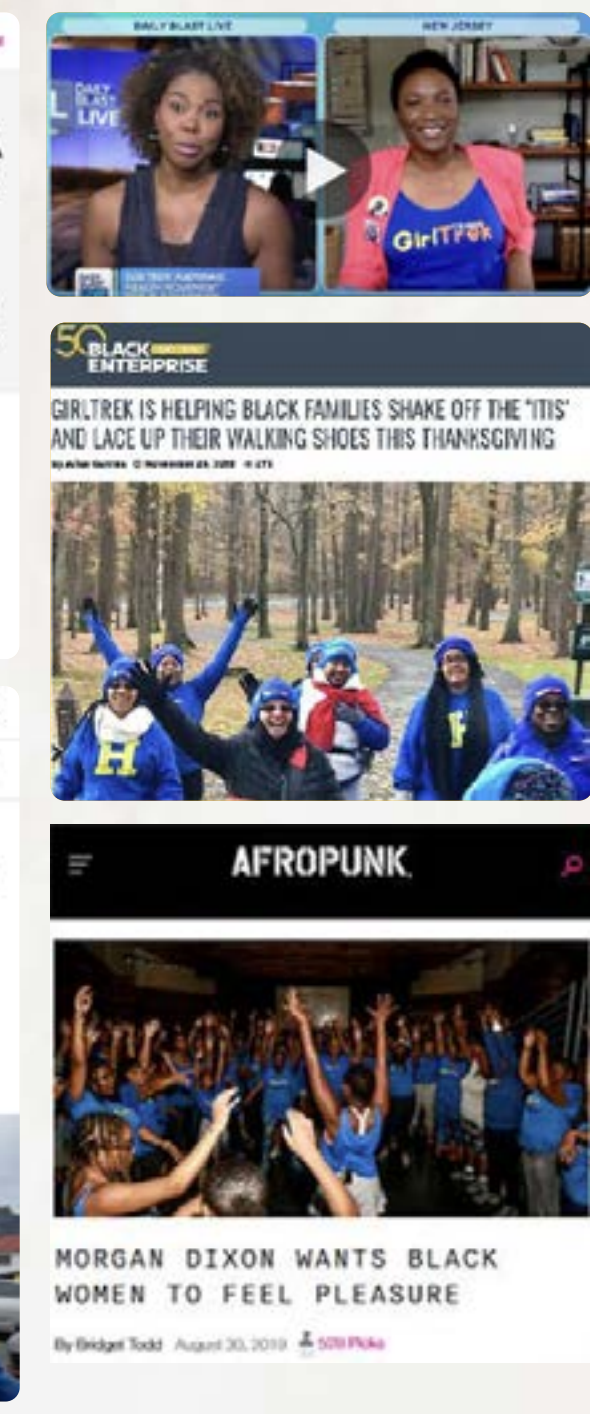 DAILY BLAST LIVE
NEW JERSEY
DAILY
BLAST
LIVE
GirlTrek
50
BLACK
ENTERPRISE
GIRLTREK IS HELPING BLACK FAMILIES SHAKE OFF THE "ITIS"
AND LACE UP THEIR WALKING SHOES THIS THANKSGIVING
H
AFROPUNK
MORGAN DIXON WANTS BLACK
WOMEN TO FEEL PLEASURE
By Bridget Todd August 30, 2019 Picks